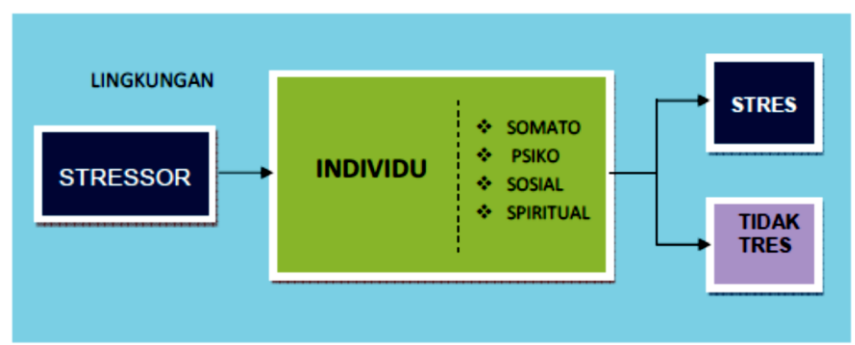 LINGKUNGAN
STRESSOR
INDIVIDU
❖ SOMATO
❖ PSIKO
❖ SOSIAL
❖ SPIRITUAL
STRES
TIDAK
TRES